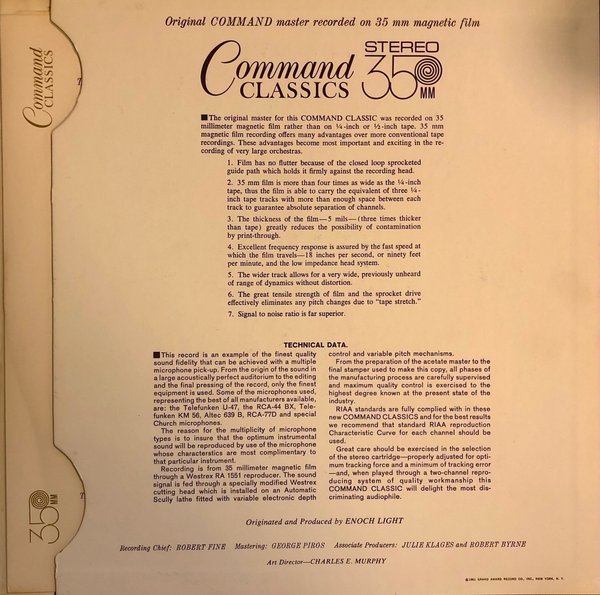 Original COMMAND master recorded on 35 mm magnetic film
Command
CLASSICS
STEREO
35
MM
Command
CLASSICS
■The original master for this COMMAND CLASSIC was recorded on 35
millimeter magnetic film rather than on ¼-inch or ½-inch tape. 35 mm
magnetic film recording offers many advantages over more conventional tape
recordings. These advantages become most important and exciting in the re-
cording of very large orchestras.
1. Film has no flutter because of the closed loop sprocketed
guide path which holds it firmly against the recording head.
2. 35 mm film is more than four times as wide as the ¼-inch
tape, thus the film is able to carry the equivalent of three ¼-
inch tape tracks with more than enough space between each
track to guarantee absolute separation of channels.
3. The thickness of the film—5 mils—(three times thicker
than tape) greatly reduces the possibility of contamination
by print-through.
4. Excellent frequency response is assured by the fast speed at
which the film travels—18 inches per second, or ninety feet
per minute, and the low impedance head system.
5. The wider track allows for a very wide, previously unheard
of range of dynamics without distortion.
6. The great tensile strength of film and the sprocket drive
effectively eliminates any pitch changes due to "tape stretch."
7. Signal to noise ratio is far superior.
TECHNICAL DATA.
■This record is an example of the finest quality
sound fidelity that can be achieved with a multiple
microphone pick-up. From the origin of the sound in
a large acoustically perfect auditorium to the editing
and the final pressing of the record, only the finest
equipment is used. Some of the microphones used,
representing the best of all manufacturers available,
are: the Telefunken U-47, the RCA-44 BX, Tele-
funken KM 56, Altec 639 B, RCA-77D and special
Church microphones.
The reason for the multiplicity of microphone
types is to insure that the optimum instrumental
sound will be reproduced by use of the microphone
whose characterstics are most complimentary to
that particular instrument.
Recording is from 35 millimeter magnetic film
through a Westrex RA 1551 reproducer. The sound
signal is fed through a specially modified Westrex
cutting head which is installed on an Automatic
Scully lathe fitted with variable electronic depth
control and variable pitch mechanisms.
From the preparation of the acetate master to the
final stamper used to make this copy, all phases of
the manufacturing process are carefully supervised
and maximum quality control is exercised to the
highest degree known at the present state of the
industry.
RIAA standards are fully complied with in these
new COMMAND CLASSICS and for the best results
we recommend that standard RIAA reproduction
Characteristic Curve for each channel should be
used.
Great care should be exercised in the selection
of the stereo cartridge—properly adjusted for opti-
mum tracking force and a minimum of tracking error
—and, when played through a two-channel repro-
ducing system of quality workmanship this
COMMAND CLASSIC will delight the most dis-
criminating audiophile.
35
MM
Originated and Produced by ENOCH LIGHT
Recording Chief: ROBERT FINE Mastering: GEORGE PIROS Associate Producers: JULIE KLAGES and ROBERT BYRNE
Art Director—CHARLES E. MURPHY
©1961 GRAND AWARD RECORD CO., INC., NEW YORK, N. Y.